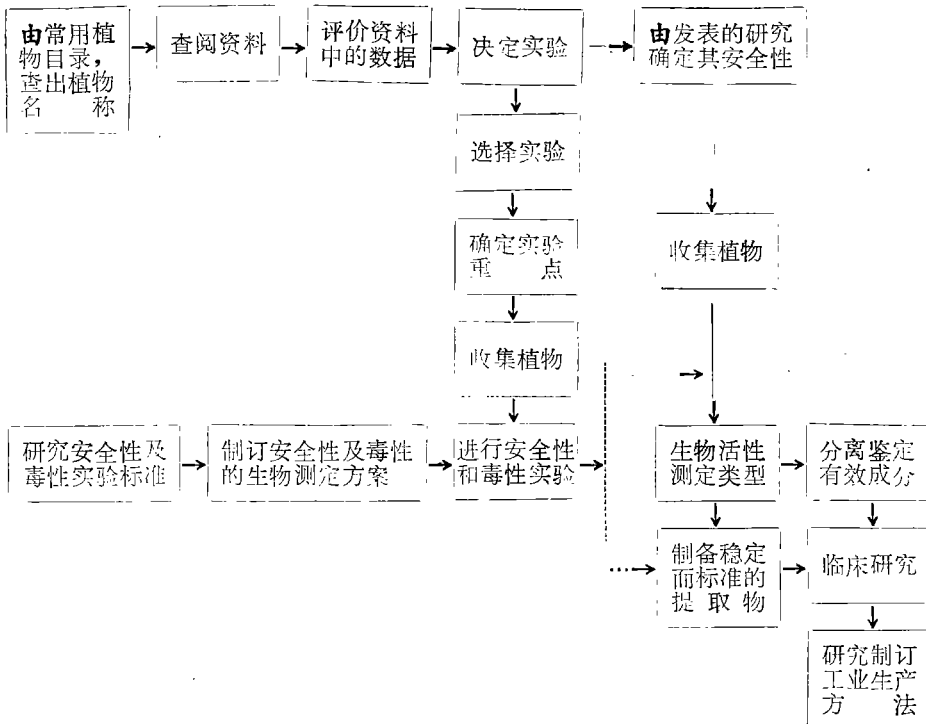 由常用植
物目录，
查出植物
名称
查阅资料
评价资料
中的数据
决定实验
由发表的研究
确定其安全性
选择实验
确定实验
重点
收集植物
收集植物
研究安全性及
毒性实验标准
制订安全性及毒性
的生物测定方案
进行安全性
和毒性实验
生物活性
测定类型
分离鉴定
有效成分
制备稳定
而标准的
提取物
临床研究
研究制订
工业生产
方法